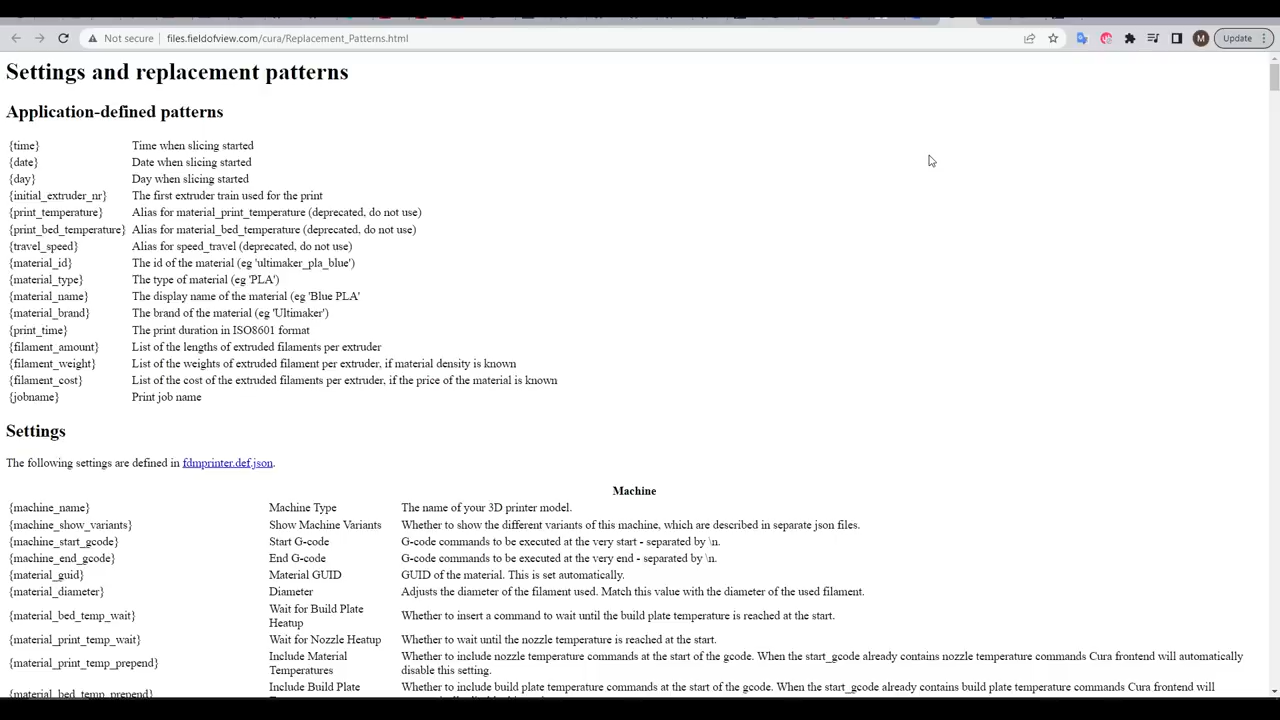 Not secure
files.fieldofview.com/cura/Replacement_Patterns.html
M
Update
Settings and replacement patterns
Application-defined patterns
{time} Time when slicing started
{date} Date when slicing started
{day} Day when slicing started
{initial_extruder_nr} The first extruder train used for the print
{print_temperature} Alias for material_print_temperature (deprecated, do not use)
{print_bed_temperature} Alias for material_bed_temperature (deprecated, do not use)
{travel_speed} Alias for speed_travel (deprecated, do not use)
{material_id} The id of the material (eg 'ultimaker_pla_blue')
{material_type} The type of material (eg 'PLA')
{material_name} The display name of the material (eg 'Blue PLA'
{material_brand} The brand of the material (eg 'Ultimaker')
{print_time} The print duration in ISO8601 format
{filament_amount} List of the lengths of extruded filaments per extruder
{filament_weight} List of the weights of extruded filament per extruder, if material density is known
{filament_cost} List of the cost of the extruded filaments per extruder, if the price of the material is known
{jobname} Print job name
Settings
The following settings are defined in fdmprinter.def.json.
Machine
{machine_name} Machine Type The name of your 3D printer model.
{machine_show_variants} Show Machine Variants Whether to show the different variants of this machine, which are described in separate json files.
{machine_start_gcode} Start G-code G-code commands to be executed at the very start - separated by \n.
{machine_end_gcode} End G-code G-code commands to be executed at the very end - separated by \n.
{material_guid} Material GUID GUID of the material. This is set automatically.
{material_diameter} Diameter Adjusts the diameter of the filament used. Match this value with the diameter of the used filament.
{material_bed_temp_wait} Wait for Build Plate Heatup Whether to insert a command to wait until the build plate temperature is reached at the start.
{material_print_temp_wait} Wait for Nozzle Heatup Whether to wait until the nozzle temperature is reached at the start.
{material_print_temp_prepend} Include Material Temperatures Whether to include nozzle temperature commands at the start of the gcode. When the start_gcode already contains nozzle temperature commands Cura frontend will automatically disable this setting.
{material_bed_temp_prepend} Include Build Plate Whether to include build plate temperature commands at the start of the gcode. When the start_gcode already contains build plate temperature commands Cura frontend will